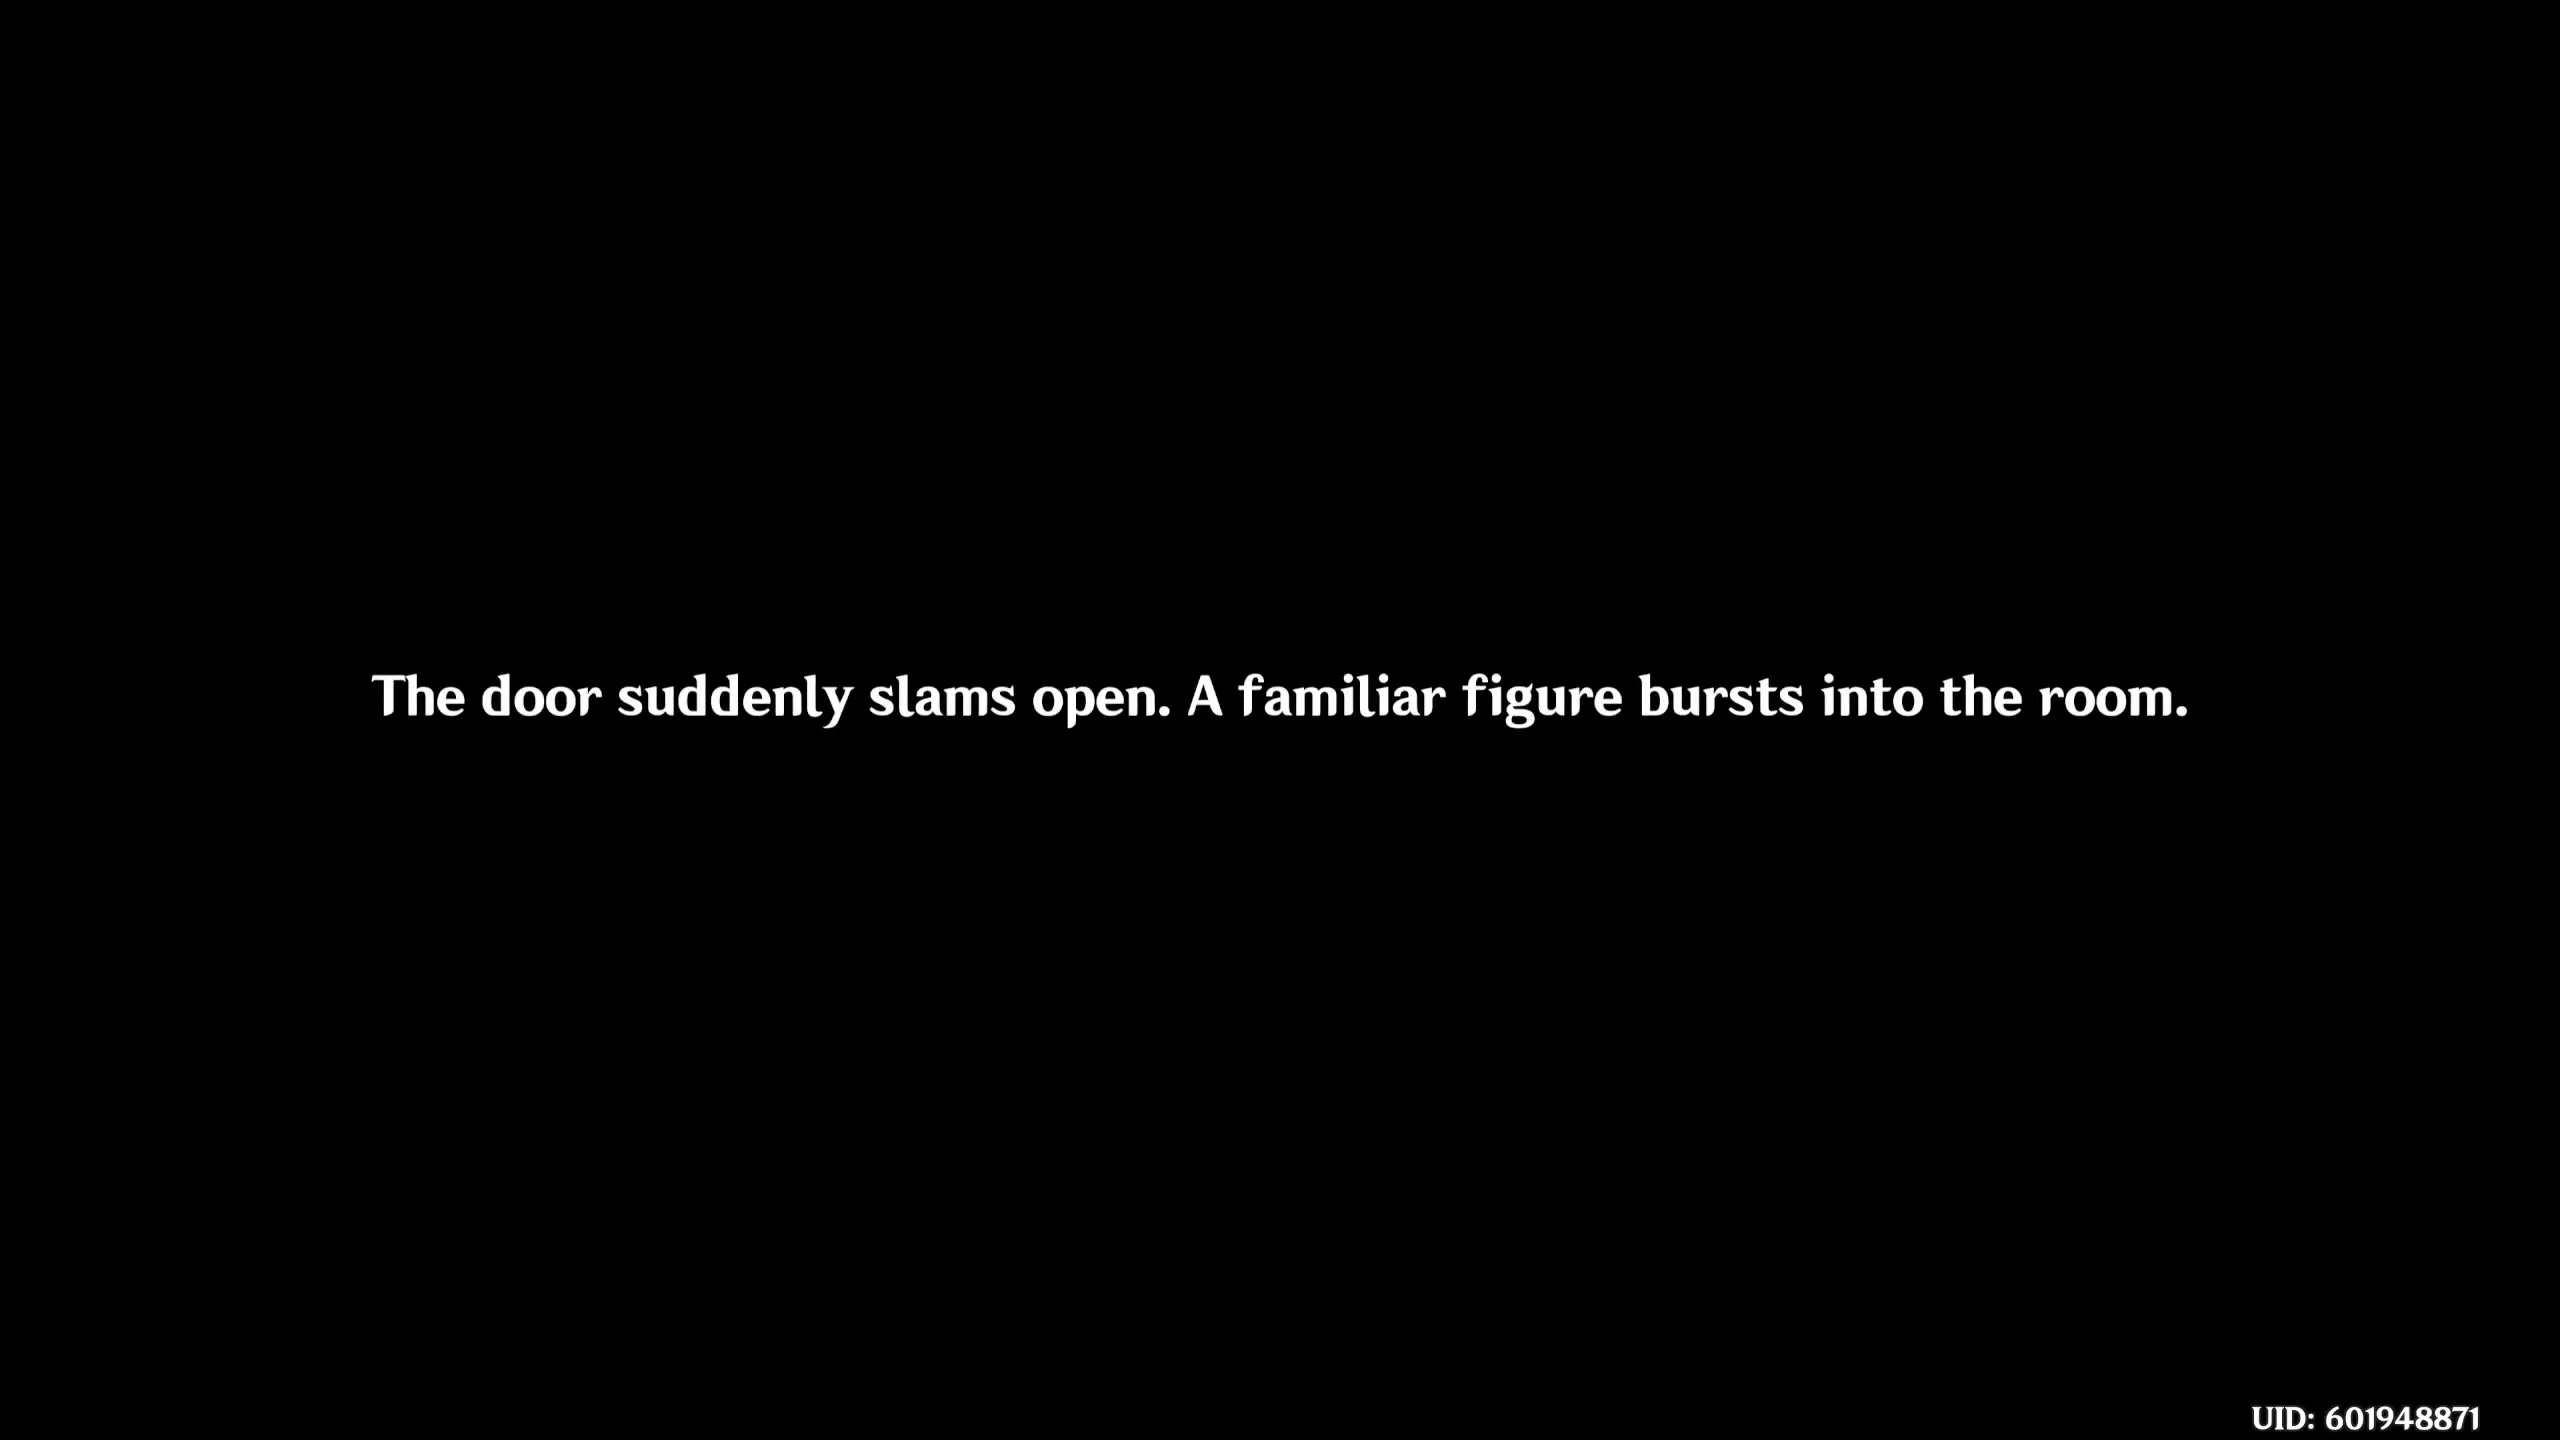 The door suddenly slams open. A familiar figure bursts into the room.
UID: 601948871